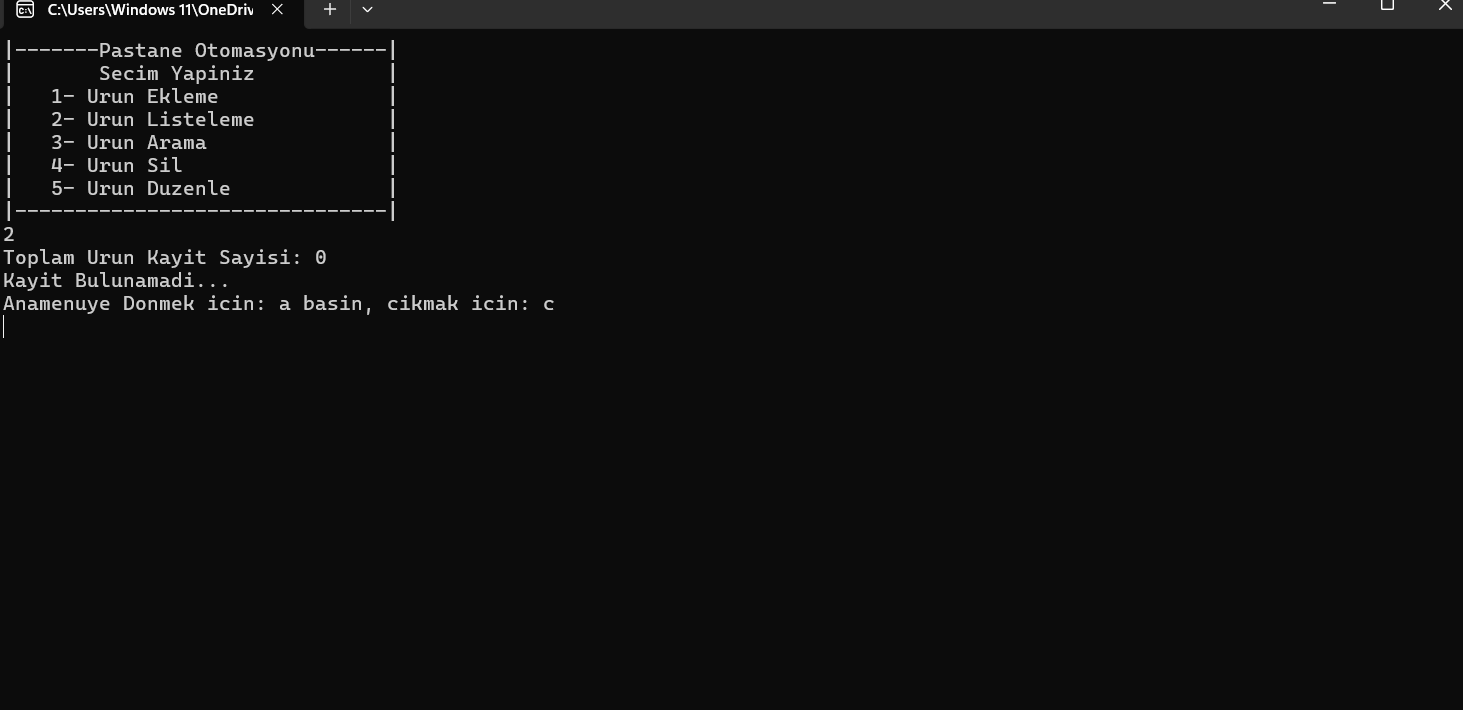 C:\Users\Windows 11\OneDriv
|-------Pastane Otomasyonu------|
|       Secim Yapiniz           |
|   1- Urun Ekleme              |
|   2- Urun Listeleme           |
|   3- Urun Arama               |
|   4- Urun Sil                 |
|   5- Urun Duzenle             |
|-------------------------------|
2
Toplam Urun Kayit Sayisi: 0
Kayit Bulunamadi...
Anamenuye Donmek icin: a basin, cikmak icin: c